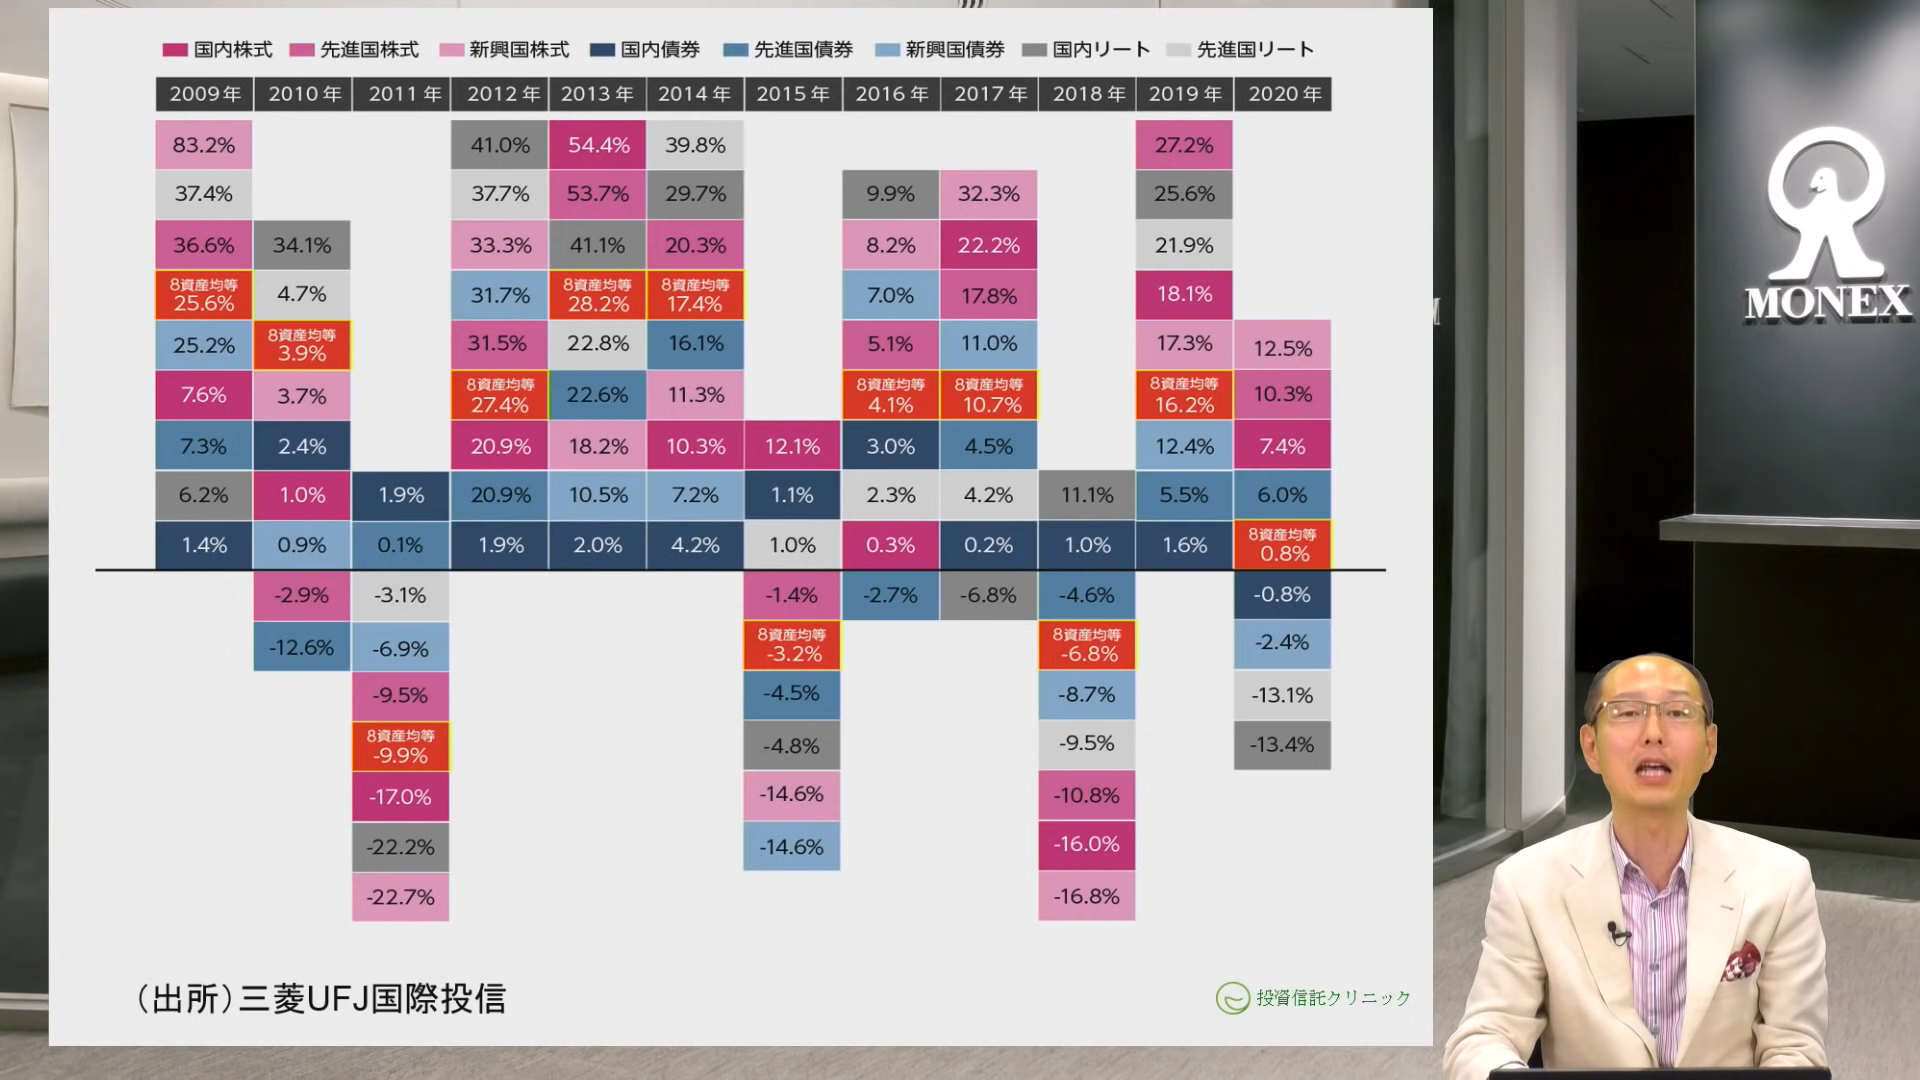 国内株式 先進国株式 新興国株式 国内債券 先進国債券 新興国債券 国内リート 先進国リート
2009年 2010年 2011年 2012年 2013年 2014年 2015年 2016年 2017年 2018年 2019年 2020年
83.2% 41.0% 54.4% 39.8% 27.2%
37.4% 37.7% 53.7% 29.7% 9.9% 32.3% 25.6%
36.6% 34.1% 33.3% 41.1% 20.3% 8.2% 22.2% 21.9%
8資産均等 8資産均等 8資産均等
25.6% 4.7% 31.7% 28.2% 17.4% 7.0% 17.8% 18.1%
8資産均等
25.2% 3.9% 31.5% 22.8% 16.1% 5.1% 11.0% 17.3% 12.5%
8資産均等 8資産均等 8資産均等 8資産均等
7.6% 3.7% 27.4% 22.6% 11.3% 4.1% 10.7% 16.2% 10.3%
7.3% 2.4% 20.9% 18.2% 10.3% 12.1% 3.0% 4.5% 12.4% 7.4%
6.2% 1.0% 1.9% 20.9% 10.5% 7.2% 1.1% 2.3% 4.2% 11.1% 5.5% 6.0%
8資産均等
1.4% 0.9% 0.1% 1.9% 2.0% 4.2% 1.0% 0.3% 0.2% 1.0% 1.6% 0.8%
-2.9% -3.1% -1.4% -2.7% -6.8% -4.6% -0.8%
8資産均等 8資産均等
-12.6% -6.9% -3.2% -6.8% -2.4%
-9.5% -4.5% -8.7% -13.1%
8資産均等
-9.9% -4.8% -9.5% -13.4%
-17.0% -14.6% -10.8%
-22.2% -14.6% -16.0%
-22.7% -16.8%
（出所）三菱UFJ国際投信
投資信託クリニック
MONEX